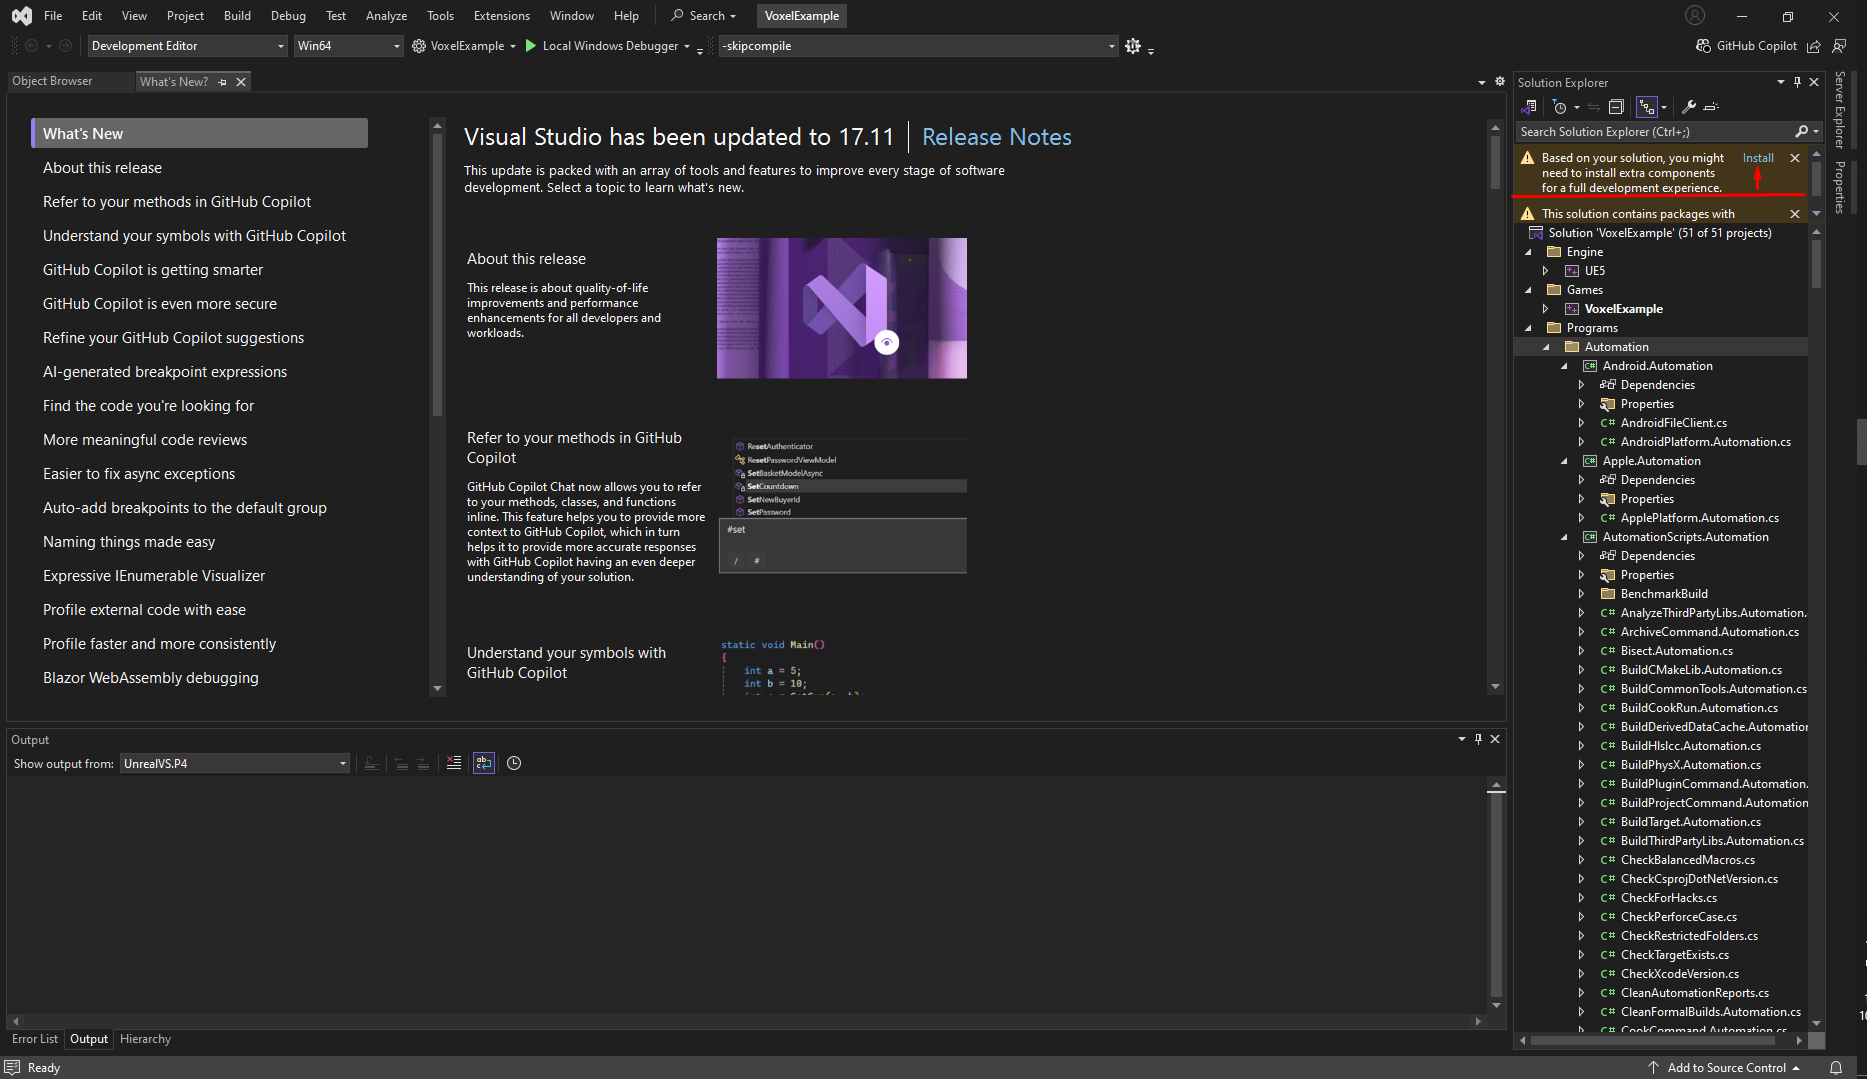 File Edit View Project Build Debug Test Analyze Tools Extensions Window Help Search VoxelExample
Development Editor Win64 VoxelExample Local Windows Debugger -skipcompile GitHub Copilot
Object Browser What's New?
What's New
About this release
Refer to your methods in GitHub Copilot
Understand your symbols with GitHub Copilot
GitHub Copilot is getting smarter
GitHub Copilot is even more secure
Refine your GitHub Copilot suggestions
AI-generated breakpoint expressions
Find the code you're looking for
More meaningful code reviews
Easier to fix async exceptions
Auto-add breakpoints to the default group
Naming things made easy
Expressive IEnumerable Visualizer
Profile external code with ease
Profile faster and more consistently
Blazor WebAssembly debugging
Visual Studio has been updated to 17.11 Release Notes
This update is packed with an array of tools and features to improve every stage of software
development. Select a topic to learn what's new.
About this release
This release is about quality-of-life
improvements and performance
enhancements for all developers and
workloads.
Refer to your methods in GitHub
Copilot
GitHub Copilot Chat now allows you to refer
to your methods, classes, and functions
inline. This feature helps you to provide more
context to GitHub Copilot, which in turn
helps it to provide more accurate responses
with GitHub Copilot having an even deeper
understanding of your solution.
ResetAuthenticator
ResetPasswordViewModel
SetBasketModelAsync
SetCountdown
SetNewBuyerId
SetPassword
#set
/ #
Understand your symbols with
GitHub Copilot
static void Main()
{
int a = 5;
int b = 10;
Output
Show output from: UnrealVS.P4
Error List Output Hierarchy
Solution Explorer
Search Solution Explorer (Ctrl+;)
Based on your solution, you might Install
need to install extra components
for a full development experience.
This solution contains packages with
Solution 'VoxelExample' (51 of 51 projects)
Engine
UE5
Games
VoxelExample
Programs
Automation
C# Android.Automation
Dependencies
Properties
C# AndroidFileClient.cs
C# AndroidPlatform.Automation.cs
C# Apple.Automation
Dependencies
Properties
C# ApplePlatform.Automation.cs
C# AutomationScripts.Automation
Dependencies
Properties
BenchmarkBuild
C# AnalyzeThirdPartyLibs.Automation.
C# ArchiveCommand.Automation.cs
C# Bisect.Automation.cs
C# BuildCMakeLib.Automation.cs
C# BuildCommonTools.Automation.cs
C# BuildCookRun.Automation.cs
C# BuildDerivedDataCache.Automation
C# BuildHlslcc.Automation.cs
C# BuildPhysX.Automation.cs
C# BuildPluginCommand.Automation.
C# BuildProjectCommand.Automation
C# BuildTarget.Automation.cs
C# BuildThirdPartyLibs.Automation.cs
C# CheckBalancedMacros.cs
C# CheckCsprojDotNetVersion.cs
C# CheckForHacks.cs
C# CheckPerforceCase.cs
C# CheckRestrictedFolders.cs
C# CheckTargetExists.cs
C# CheckXcodeVersion.cs
C# CleanAutomationReports.cs
C# CleanFormalBuilds.Automation.cs
C# CookCommand.Automation.cs
Server Explorer
Properties
Ready Add to Source Control